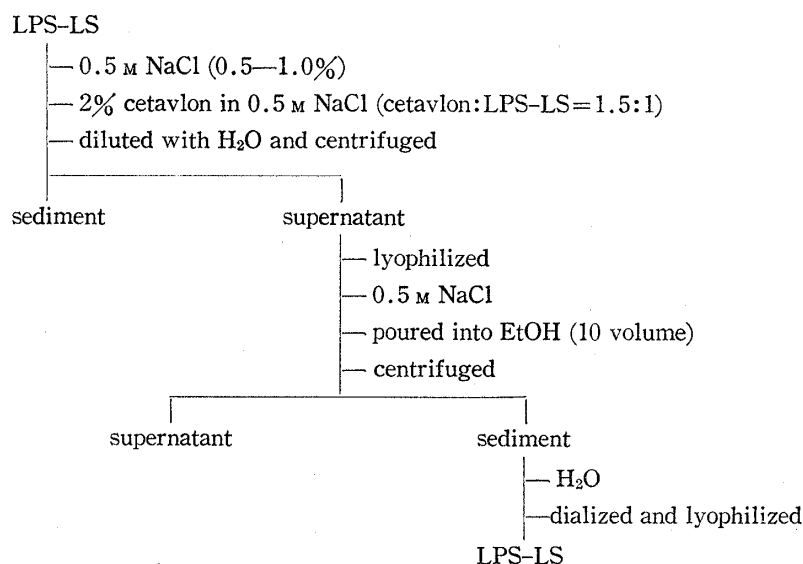 LPS-LS
0.5 M NaCl (0.5—1.0%)
2% cetavlon in 0.5 M NaCl (cetavlon:LPS-LS=1.5:1)
diluted with H₂O and centrifuged
sediment supernatant
lyophilized
0.5 M NaCl
poured into EtOH (10 volume)
centrifuged
supernatant sediment
H₂O
dialized and lyophilized
LPS-LS